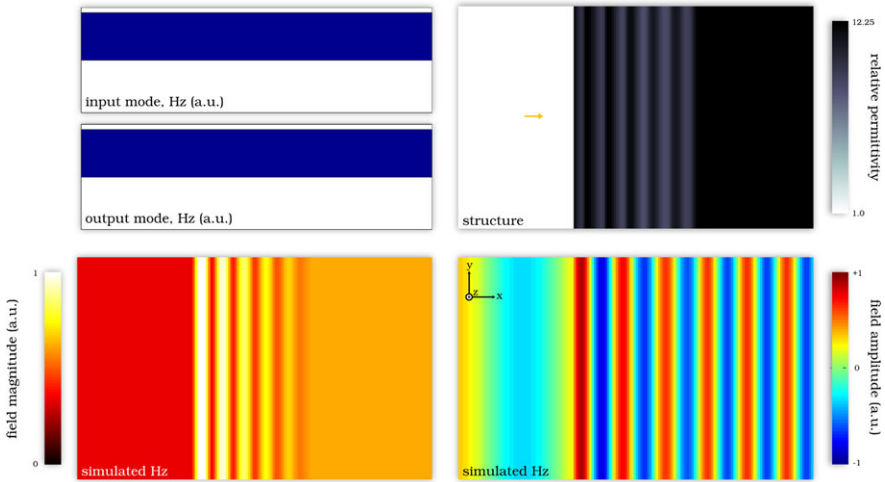 input mode, Hz (a.u.)
output mode, Hz (a.u.)
structure
12.25
relative permittivity
1.0
field magnitude (a.u.)
1
0
simulated Hz
y
z
x
simulated Hz
+1
0
-1
field amplitude (a.u.)